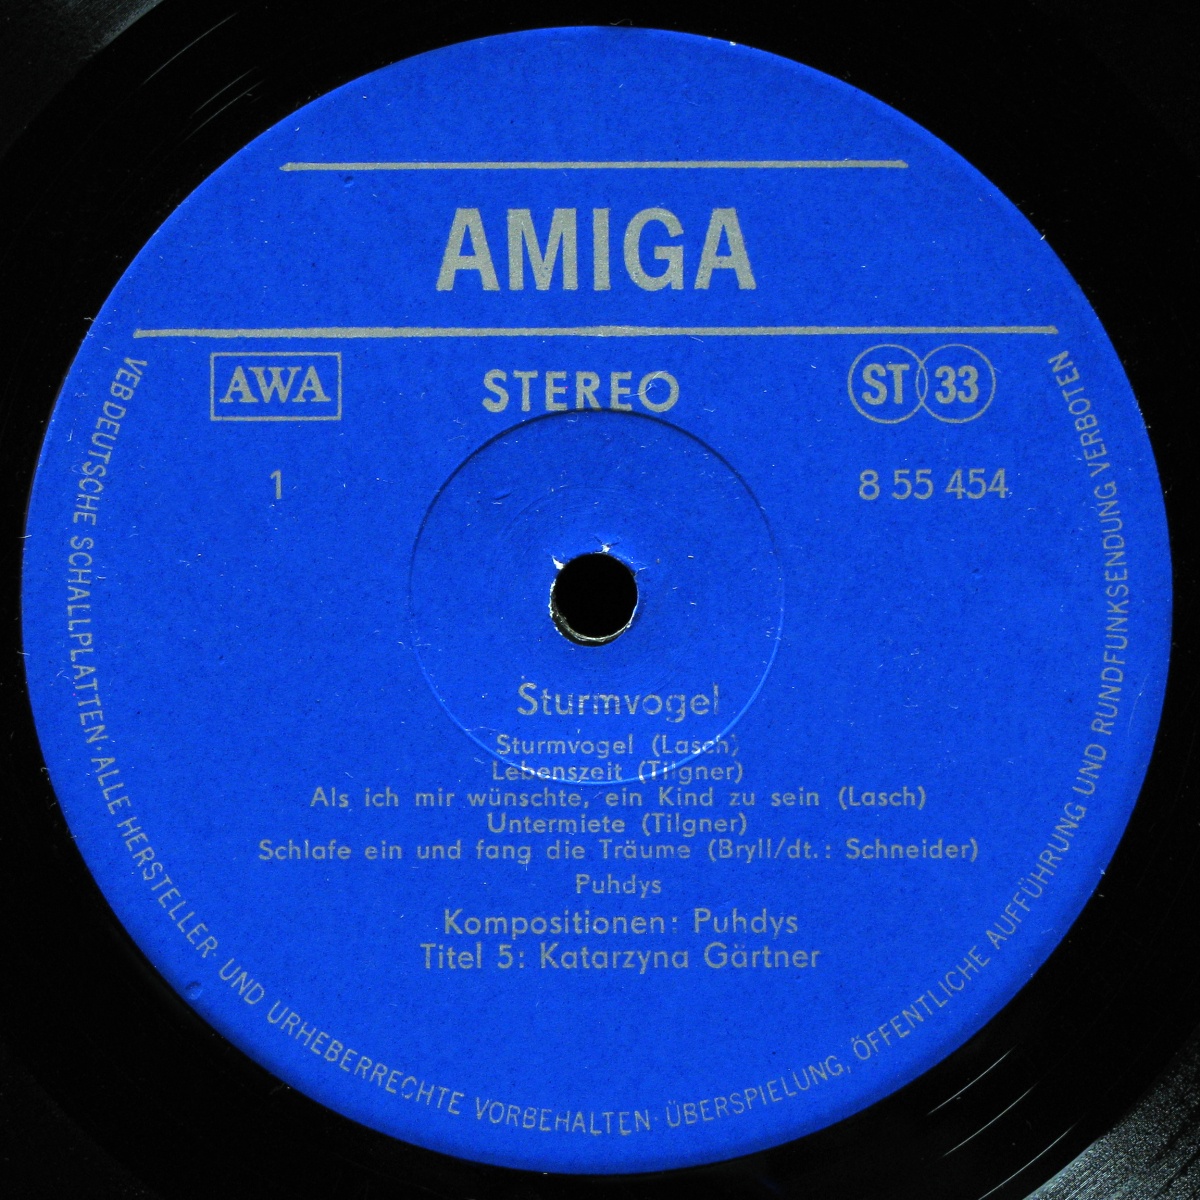 AMIGA
AWA
STEREO
ST 33
1
8 55 454
Sturmvogel
Sturmvogel (Lasch)
Lebenszeit (Tilgner)
Als ich mir wünschte, ein Kind zu sein (Lasch)
Untermiete (Tilgner)
Schlafe ein und fang die Träume (Bryll/dt.: Schneider)
Puhdys
Kompositionen: Puhdys
Titel 5: Katarzyna Gärtner
VEB DEUTSCHE SCHALLPLATTEN · ALLE HERSTELLER- UND URHEBERRECHTE VORBEHALTEN · ÜBERSPIELUNG, ÖFFENTLICHE AUFFÜHRUNG UND RUNDFUNKSENDUNG VERBOTEN